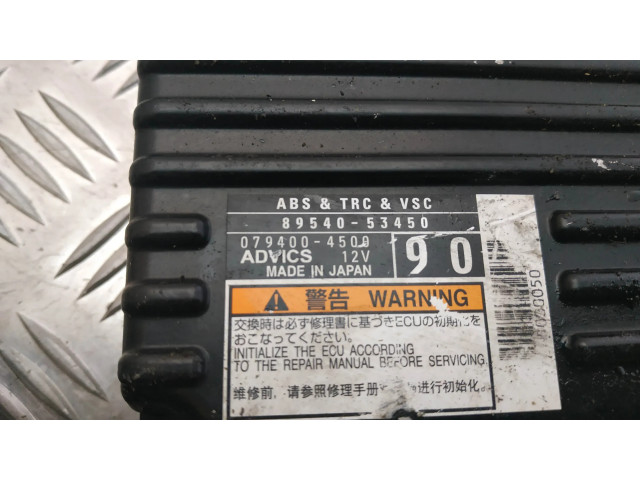 ABS & TRC & VSC
89540-53450
079400-4500
ADVICS 12V
MADE IN JAPAN
90
警告 WARNING
交換時は必ず修理書に基づきECUの初期化を
おこなってください。
INITIALIZE THE ECU ACCORDING
TO THE REPAIR MANUAL BEFORE SERVICING.
维修前，请参照修理手册 进行初始化。